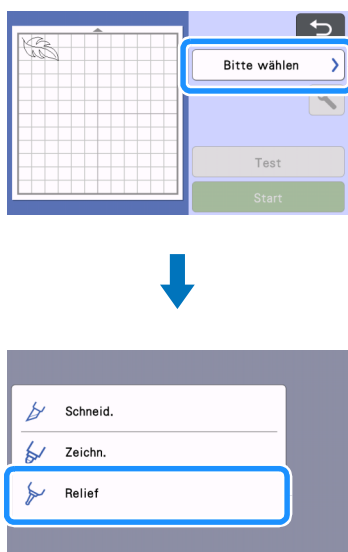 Bitte wählen
Test
Start
Schneid.
Zeichn.
Relief